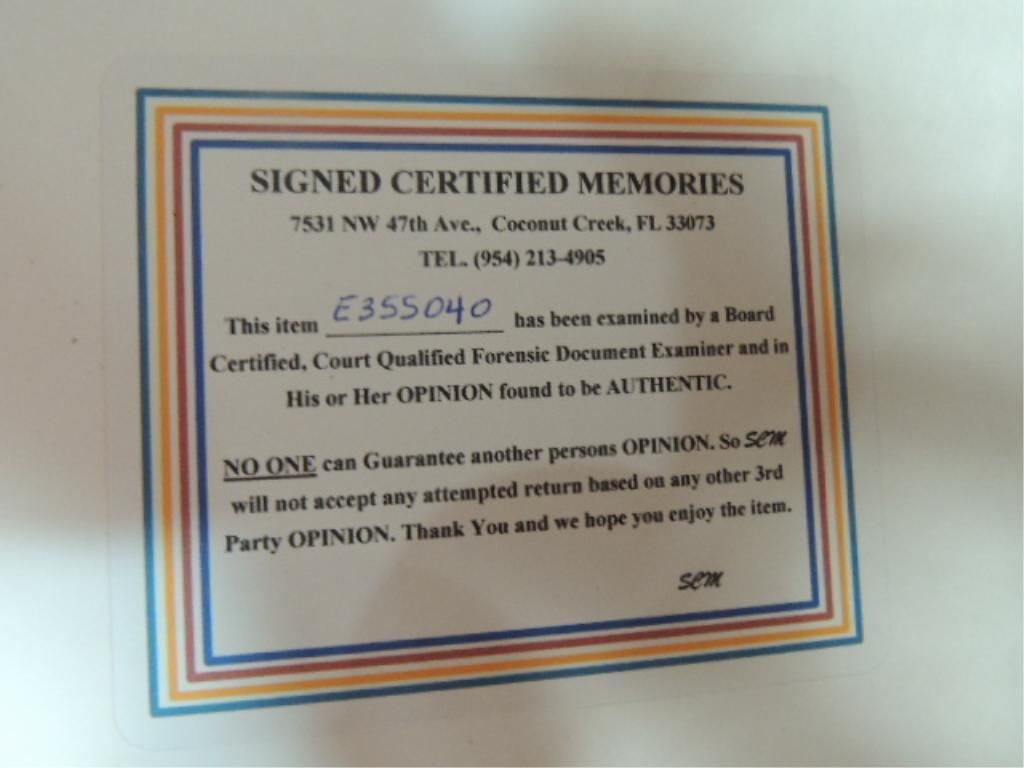 SIGNED CERTIFIED MEMORIES
7531 NW 47th Ave., Coconut Creek, FL 33073
TEL. (954) 213-4905
This item E355040 has been examined by a Board
Certified, Court Qualified Forensic Document Examiner and in
His or Her OPINION found to be AUTHENTIC.
NO ONE can Guarantee another persons OPINION. So SCM
will not accept any attempted return based on any other 3rd
Party OPINION. Thank You and we hope you enjoy the item.
SCM